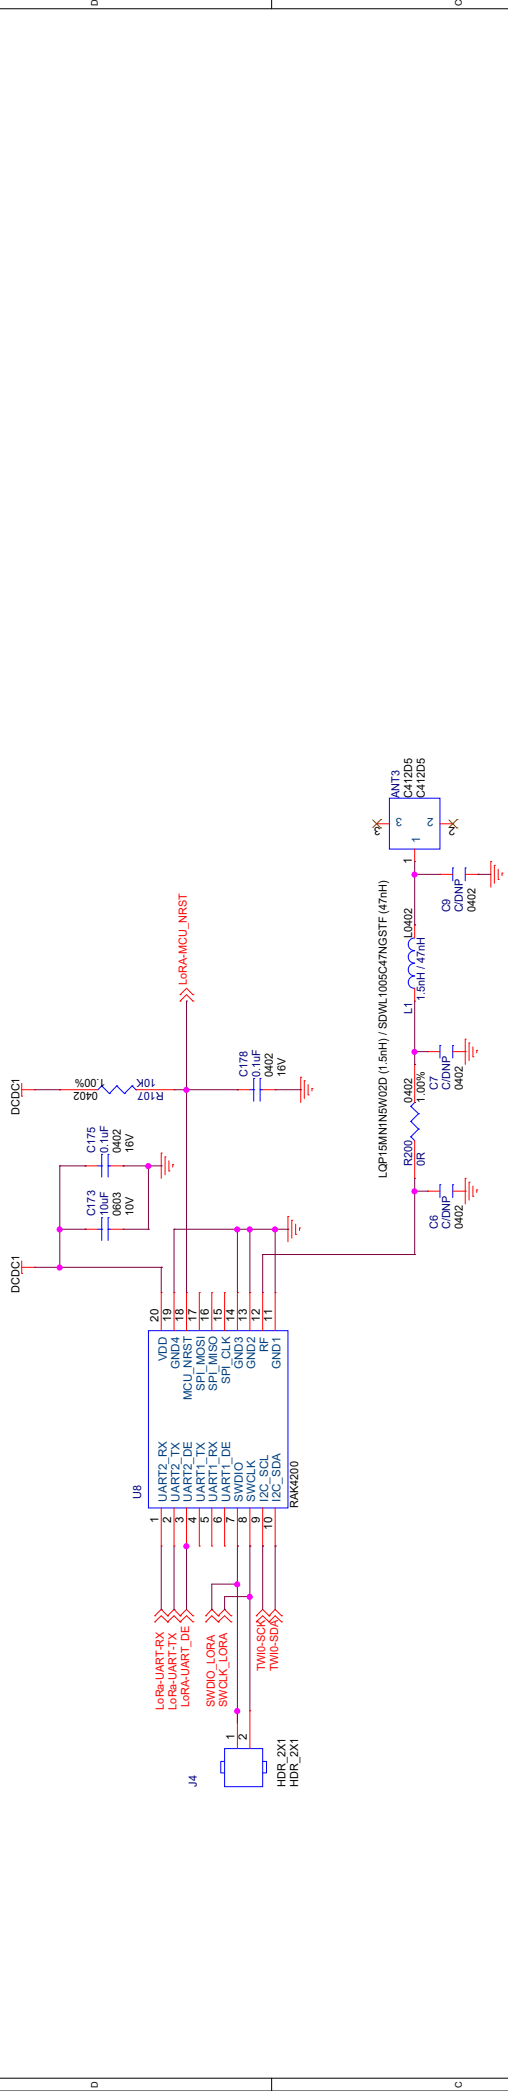 D
C
DCDC1
DCDC1
C173
10uF
0603
10V
C175
0.1uF
0402
16V
R107
10K
0402
1.00%
C178
0.1uF
0402
16V
LoRA-MCU_NRST
U8
1 UART2_RX
2 UART2_TX
3 UART2_DE
4 UART1_TX
5 UART1_RX
6 UART1_DE
7 SWDIO
8 SWCLK
9 I2C_SCL
10 I2C_SDA
VDD 20
GND4 19
MCU_NRST 18
SPI_MOSI 17
SPI_MISO 16
SPI_CLK 15
GND3 14
GND2 13
RF 12
GND1 11
RAK4200
LoRa-UART-RX
LoRa-UART-TX
LoRA-UART_DE
SWDIO_LORA
SWCLK_LORA
TWI0-SCK
TWI0-SDA
J4
1
2
HDR_2X1
HDR_2X1
LQP15MN1N5W02D (1.5nH) / SDWL1005C47NGSTF (47nH)
C6
C/DNP
0402
R200
0402
0R
1.00%
C7
C/DNP
0402
L1
L0402
1.5nH / 47nH
C9
C/DNP
0402
ANT3
C412D5
C412D5
1
1
2
2
3
3
D
C